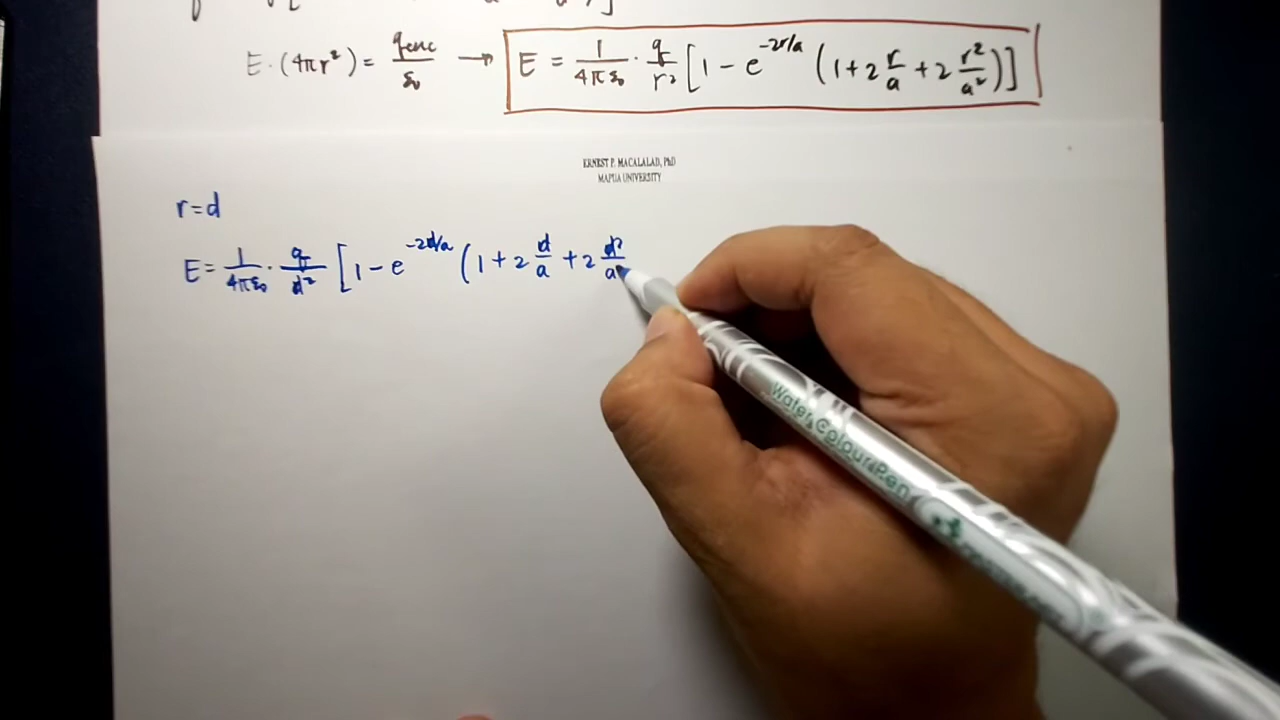 E · (4πr²) = qenc/ε₀ → E = 1/4πε₀ · q/r² [1 − e^-2r/a (1 + 2 r/a + 2 r²/a²)]
ERNEST P. MACALALAD, PhD
MAPUA UNIVERSITY
r = d
E = 1/4πε₀ · q/d² [1 − e^-2d/a (1 + 2 d/a + 2 d²/a
Water Colour Pen